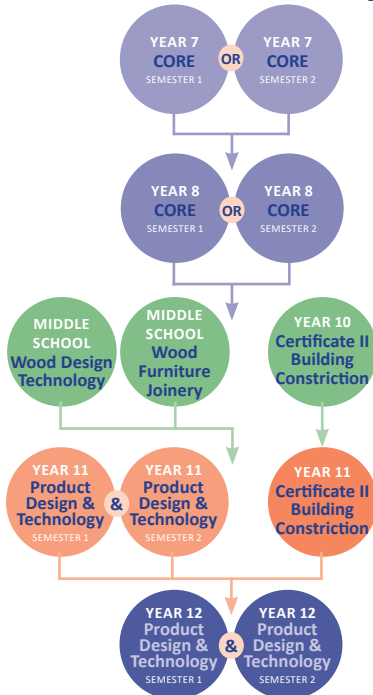 YEAR 7
CORE
SEMESTER 1
OR
YEAR 7
CORE
SEMESTER 2
YEAR 8
CORE
SEMESTER 1
OR
YEAR 8
CORE
SEMESTER 2
MIDDLE
SCHOOL
Wood Design
Technology
MIDDLE
SCHOOL
Wood
Furniture
Joinery
YEAR 10
Certificate II
Building
Constriction
YEAR 11
Product
Design &
Technology
SEMESTER 1
&
YEAR 11
Product
Design &
Technology
SEMESTER 2
YEAR 11
Certificate II
Building
Constriction
YEAR 12
Product
Design &
Technology
SEMESTER 1
&
YEAR 12
Product
Design &
Technology
SEMESTER 2